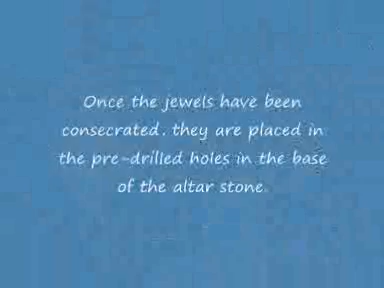 Once the jewels have been
consecrated. they are placed in
the pre-drilled holes in the base
of the altar stone.